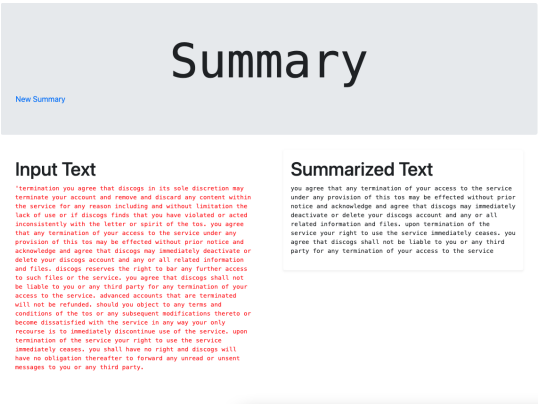 Summary
New Summary
Input Text
"termination you agree that discogs in its sole discretion may
terminate your account and remove and discard any content within
the service for any reason including and without limitation the
lack of use or if discogs finds that you have violated or acted
inconsistently with the letter or spirit of the tos. you agree
that any termination of your access to the service under any
provision of this tos may be effected without prior notice and
acknowledge and agree that discogs may immediately deactivate or
delete your discogs account and any or all related information
and files. discogs reserves the right to bar any further access
to such files or the service. you agree that discogs shall not
be liable to you or any third party for any termination of your
access to the service. advanced accounts that are terminated
will not be refunded. should you object to any terms and
conditions of the tos or any subsequent modifications thereto or
become dissatisfied with the service in any way your only
recourse is to immediately discontinue use of the service. upon
termination of the service your right to use the service
immediately ceases. you shall have no right and discogs will
have no obligation thereafter to forward any unread or unsent
messages to you or any third party.
Summarized Text
you agree that any termination of your access to the service
under any provision of this tos may be effected without prior
notice and acknowledge and agree that discogs may immediately
deactivate or delete your discogs account and any or all
related information and files. upon termination of the
service your right to use the service immediately ceases. you
agree that discogs shall not be liable to you or any third
party for any termination of your access to the service